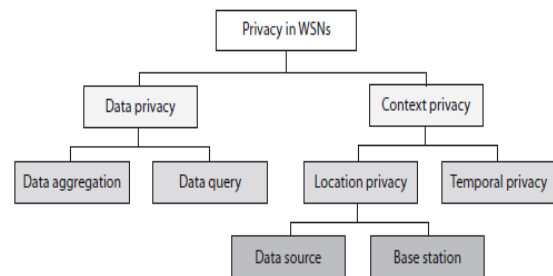 Privacy in WSNs
Data privacy
Context privacy
Data aggregation
Data query
Location privacy
Temporal privacy
Data source
Base station